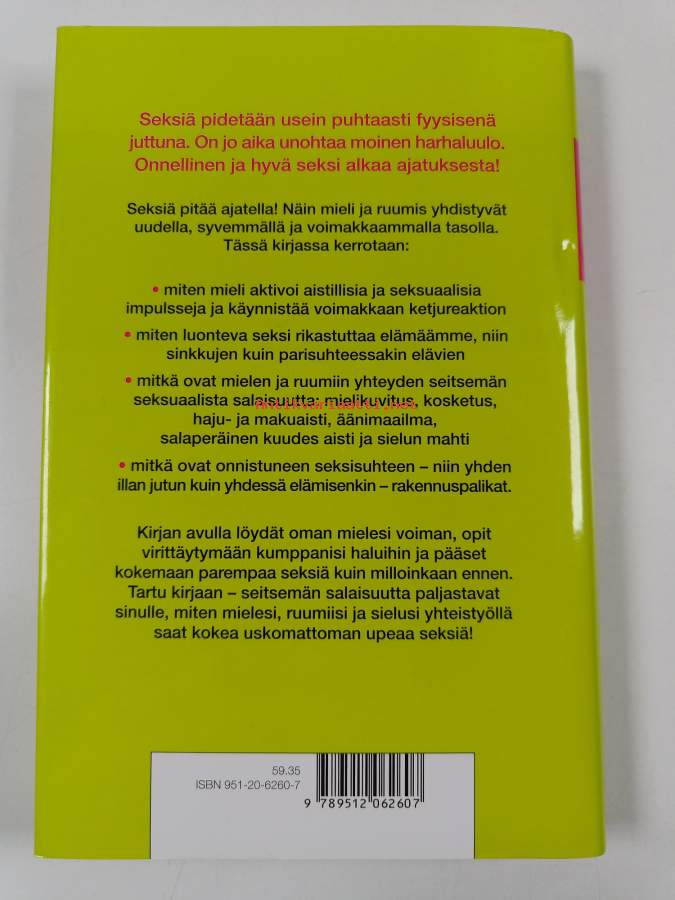 Seksiä pidetään usein puhtaasti fyysisenä
juttuna. On jo aika unohtaa moinen harhaluulo.
Onnellinen ja hyvä seksi alkaa ajatuksesta!
Seksiä pitää ajatella! Näin mieli ja ruumis yhdistyvät
uudella, syvemmällä ja voimakkaammalla tasolla.
Tässä kirjassa kerrotaan:
• miten mieli aktivoi aistillisia ja seksuaalisia
impulsseja ja käynnistää voimakkaan ketjureaktion
• miten luonteva seksi rikastuttaa elämäämme, niin
sinkkujen kuin parisuhteessakin elävien
• mitkä ovat mielen ja ruumiin yhteyden seitsemän
seksuaalista salaisuutta: mielikuvitus, kosketus,
Antikvariaatti.net
haju- ja makuaisti, äänimaailma,
salaperäinen kuudes aisti ja sielun mahti
• mitkä ovat onnistuneen seksisuhteen – niin yhden
illan jutun kuin yhdessä elämisenkin – rakennuspalikat.
Kirjan avulla löydät oman mielesi voiman, opit
virittäytymään kumppanisi haluihin ja pääset
kokemaan parempaa seksiä kuin milloinkaan ennen.
Tartu kirjaan – seitsemän salaisuutta paljastavat
sinulle, miten mielesi, ruumiisi ja sielusi yhteistyöllä
saat kokea uskomattoman upeaa seksiä!
59.35
ISBN 951-20-6260-7
9 789512 062607